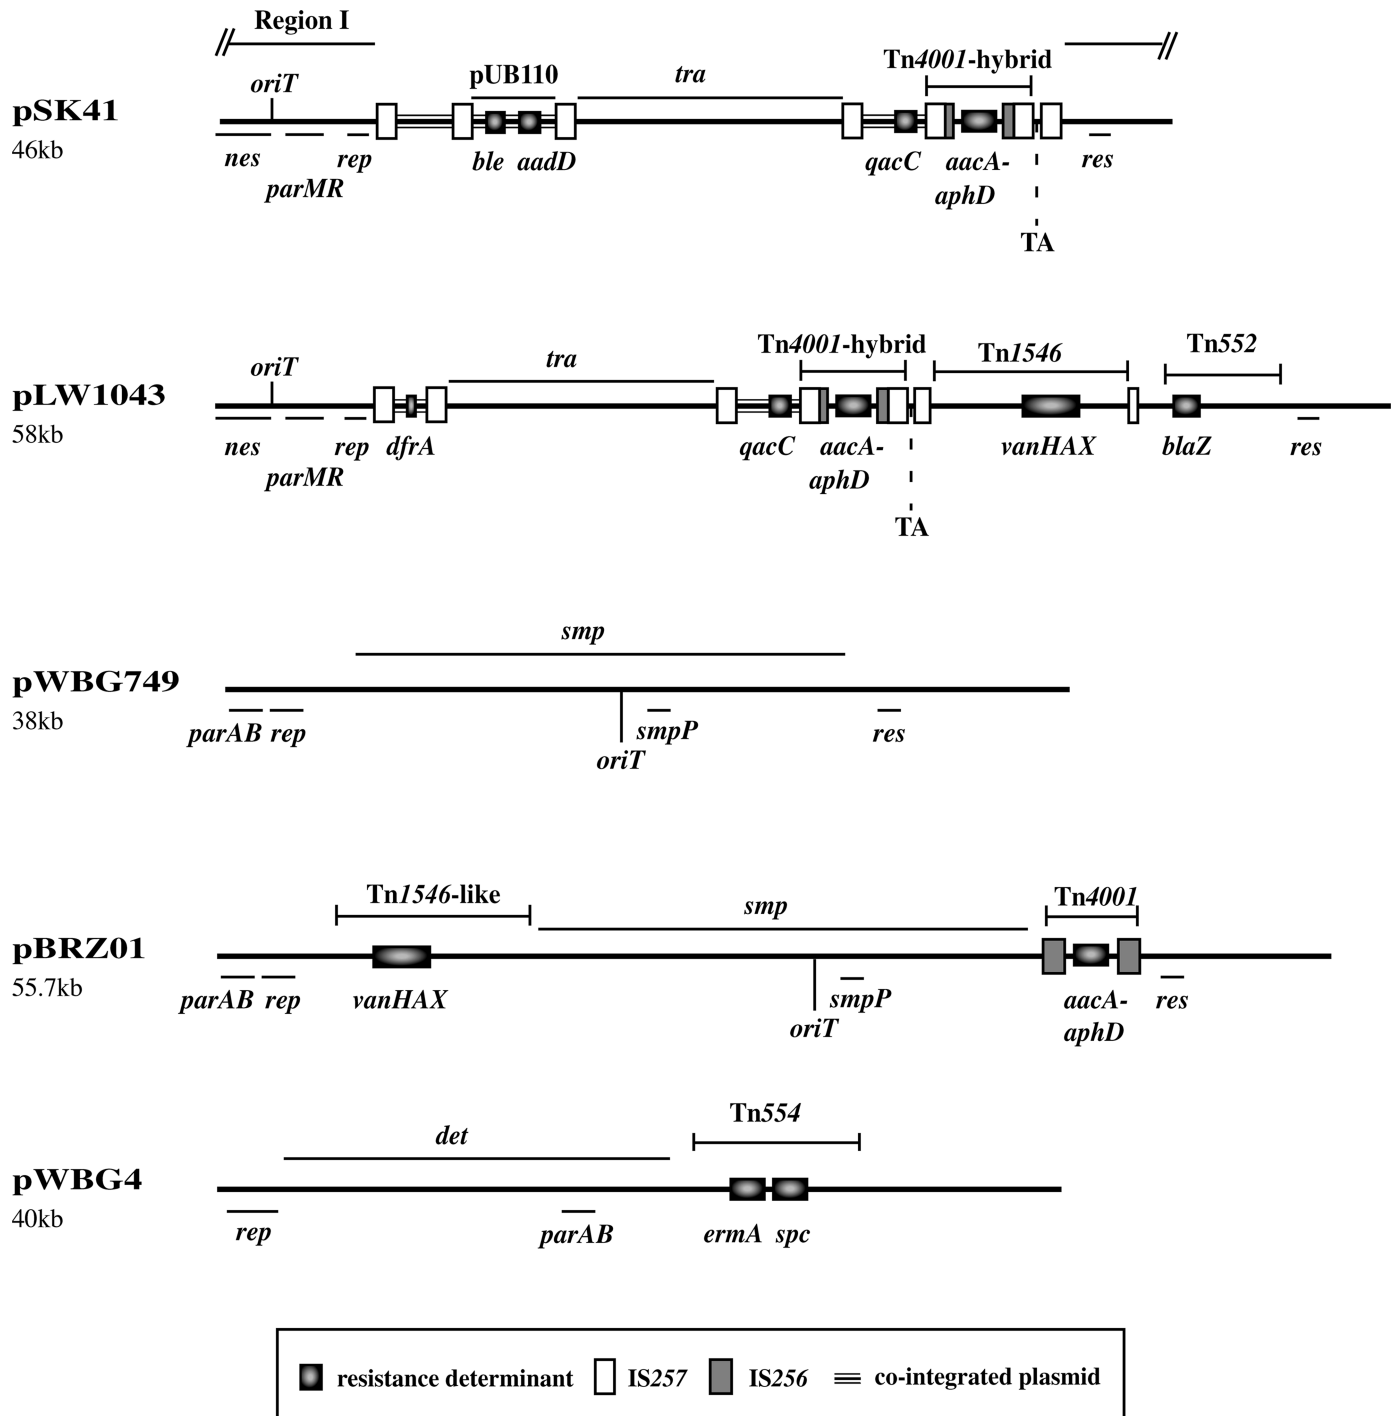 Region I
oriT
pUB110
tra
Tn4001-hybrid
pSK41
46kb
nes
parMR
rep
ble
aadD
qacC
aacA-
aphD
res
TA
oriT
tra
Tn4001-hybrid
Tn1546
Tn552
pLW1043
58kb
nes
parMR
rep
dfrA
qacC
aacA-
aphD
vanHAX
blaZ
res
TA
smp
pWBG749
38kb
parAB
rep
smpP
res
oriT
Tn1546-like
smp
Tn4001
pBRZ01
55.7kb
parAB
rep
vanHAX
smpP
oriT
aacA-
aphD
res
det
Tn554
pWBG4
40kb
rep
parAB
ermA
spc
resistance determinant
IS257
IS256
co-integrated plasmid